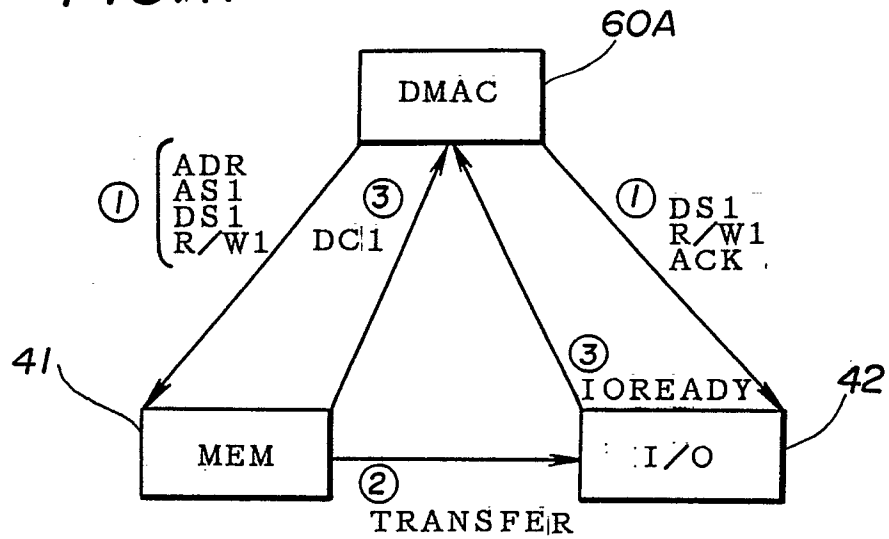 60A
DMAC
① ADR
AS1
DS1
R/W1
③
DC1
① DS1
R/W1
ACK
41
③
IOREADY
42
MEM
I/O
②
TRANSFER